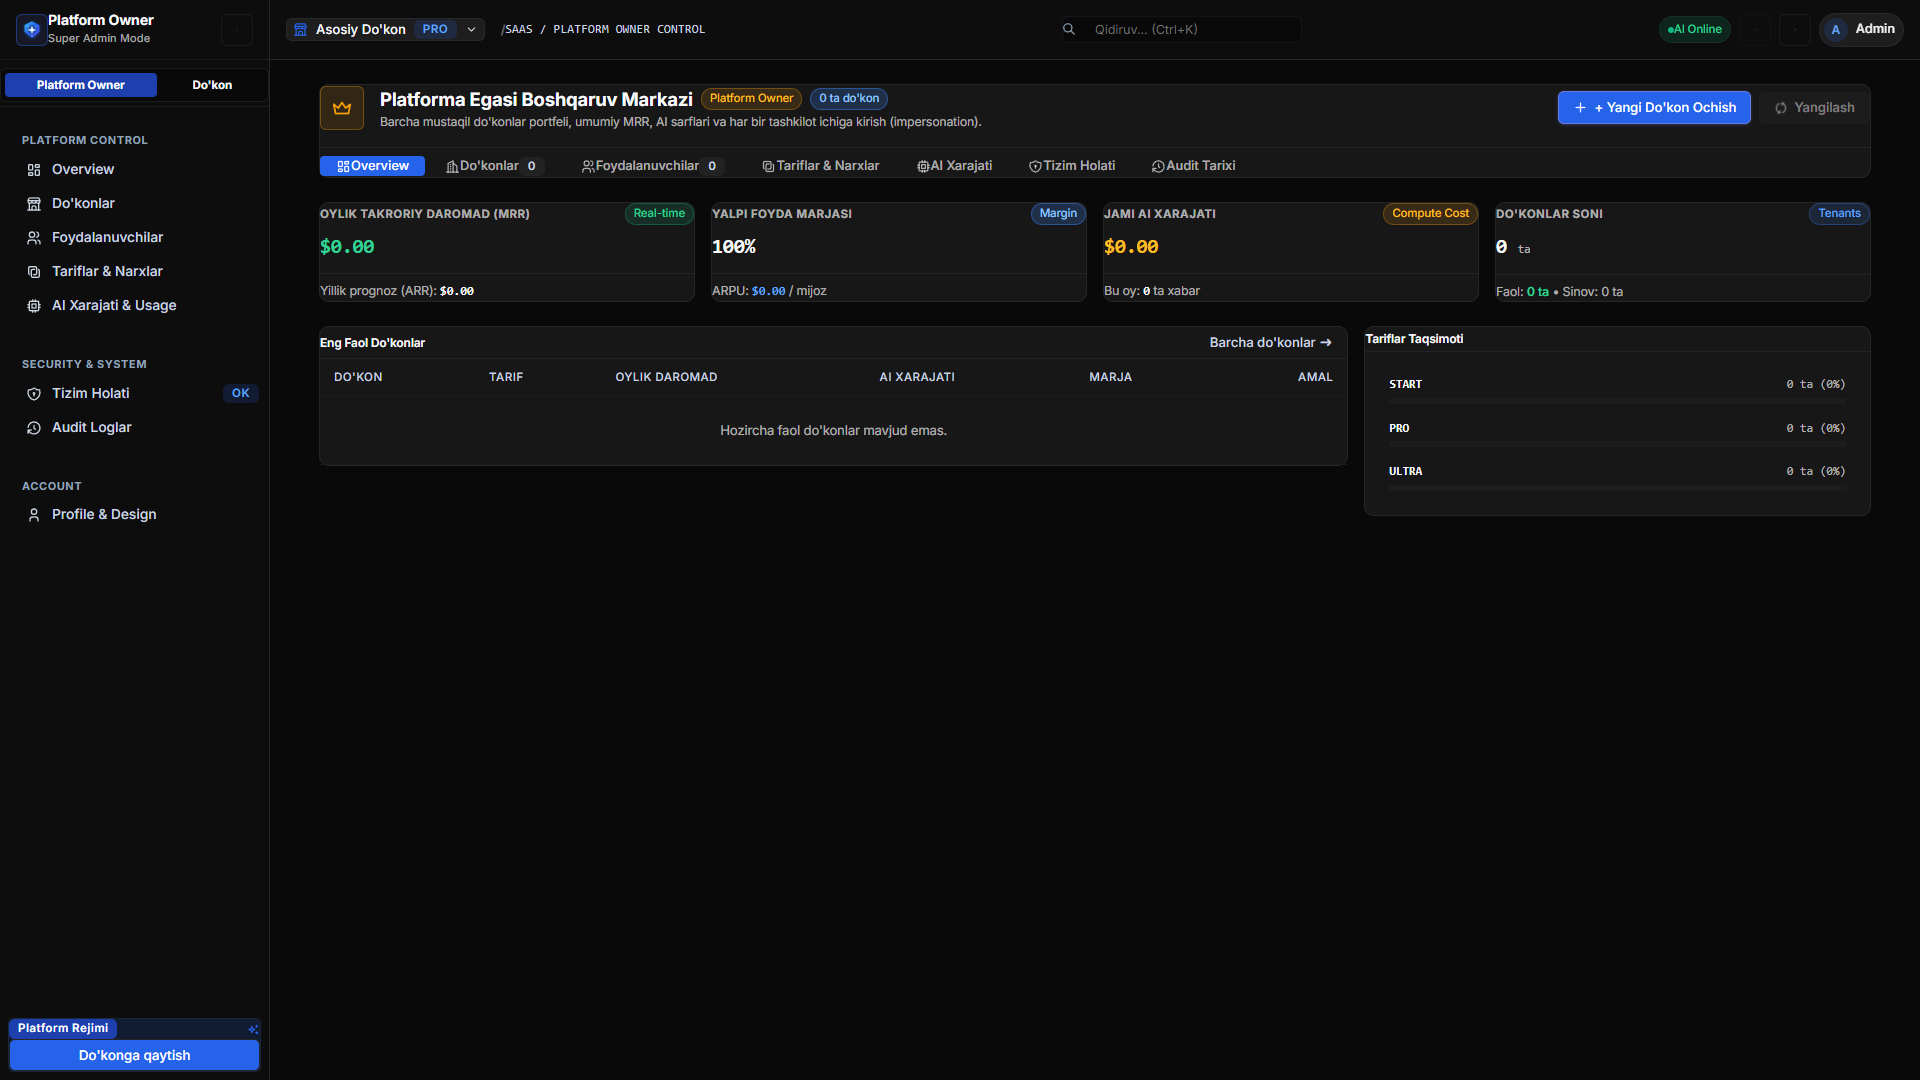 Platform Owner
Super Admin Mode
Platform Owner
Do'kon
PLATFORM CONTROL
Overview
Do'konlar
Foydalanuvchilar
Tariflar & Narxlar
AI Xarajati & Usage
SECURITY & SYSTEM
Tizim Holati OK
Audit Loglar
ACCOUNT
Profile & Design
Platform Rejimi
Do'konga qaytish
Asosiy Do'kon PRO
/SAAS / PLATFORM OWNER CONTROL
Qidiruv... (Ctrl+K)
AI Online
A Admin
Platforma Egasi Boshqaruv Markazi Platform Owner 0 ta do'kon
Barcha mustaqil do'konlar portfeli, umumiy MRR, AI sarflari va har bir tashkilot ichiga kirish (impersonation).
+ Yangi Do'kon Ochish
Yangilash
Overview Do'konlar 0 Foydalanuvchilar 0 Tariflar & Narxlar AI Xarajati Tizim Holati Audit Tarixi
OYLIK TAKRORIY DAROMAD (MRR) Real-time
$0.00
Yillik prognoz (ARR): $0.00
YALPI FOYDA MARJASI Margin
100%
ARPU: $0.00 / mijoz
JAMI AI XARAJATI Compute Cost
$0.00
Bu oy: 0 ta xabar
DO'KONLAR SONI Tenants
0 ta
Faol: 0 ta • Sinov: 0 ta
Eng Faol Do'konlar Barcha do'konlar →
DO'KON TARIF OYLIK DAROMAD AI XARAJATI MARJA AMAL
Hozircha faol do'konlar mavjud emas.
Tariflar Taqsimoti
START 0 ta (0%)
PRO 0 ta (0%)
ULTRA 0 ta (0%)